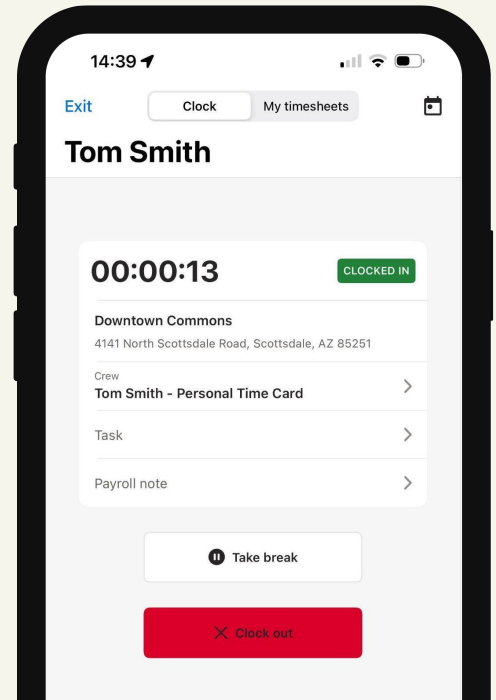 14:39
Exit
Clock
My timesheets
Tom Smith
00:00:13
CLOCKED IN
Downtown Commons
4141 North Scottsdale Road, Scottsdale, AZ 85251
Crew
Tom Smith - Personal Time Card
Task
Payroll note
Take break
Clock out